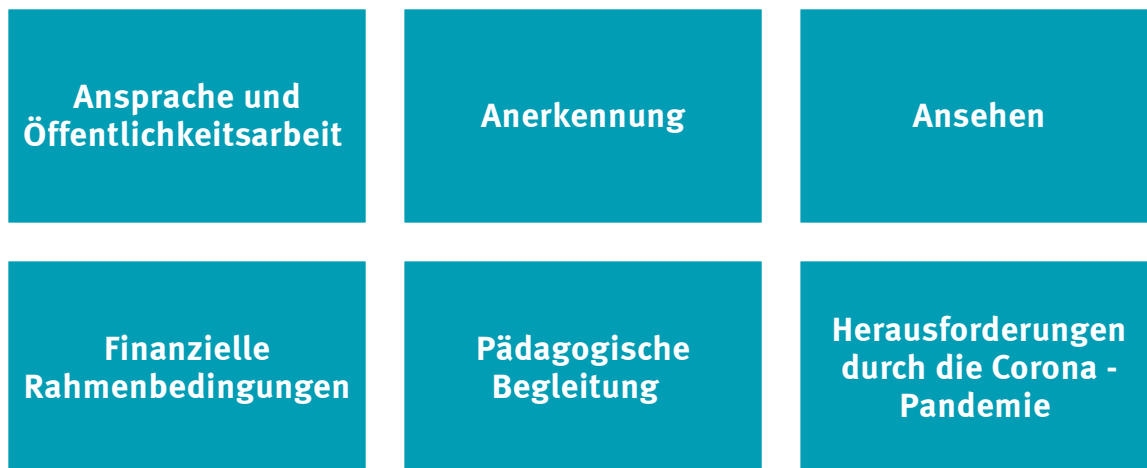 Ansprache und
Öffentlichkeitsarbeit
Anerkennung
Ansehen
Finanzielle
Rahmenbedingungen
Pädagogische
Begleitung
Herausforderungen
durch die Corona -
Pandemie